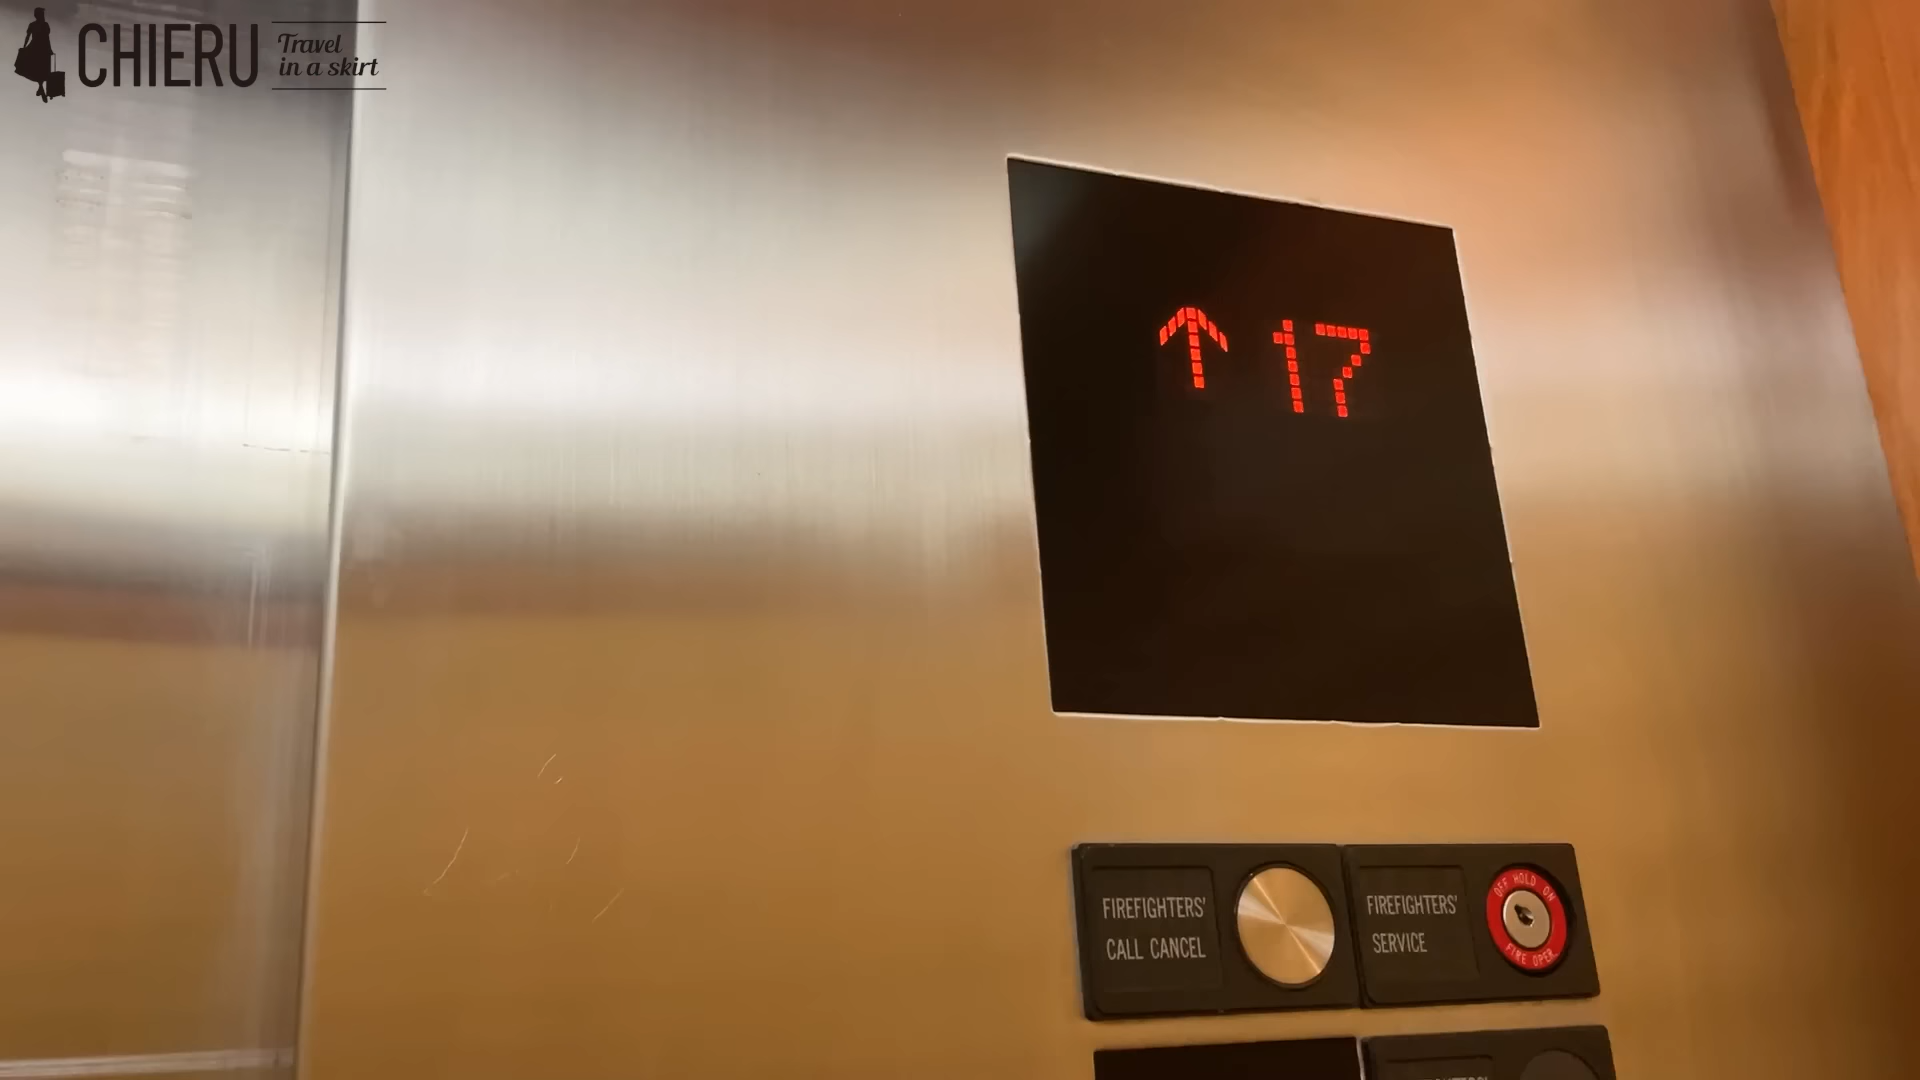 CHIERU
Travel
in a skirt
↑ 17
FIREFIGHTERS'
CALL CANCEL
FIREFIGHTERS'
SERVICE
OFF HOLD ON
FIRE OPER.